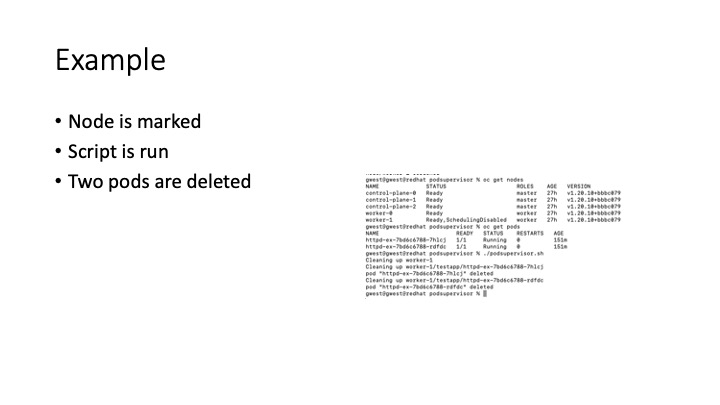 Example
• Node is marked
• Script is run
• Two pods are deleted
gwest@gwest@redhat podsupervisor % oc get nodes
NAME STATUS ROLES AGE VERSION
control-plane-0 Ready master 27h v1.20.10+bbbc079
control-plane-1 Ready master 27h v1.20.10+bbbc079
control-plane-2 Ready master 27h v1.20.10+bbbc079
worker-0 Ready worker 27h v1.20.10+bbbc079
worker-1 Ready,SchedulingDisabled worker 27h v1.20.10+bbbc079
gwest@gwest@redhat podsupervisor % oc get pods
NAME READY STATUS RESTARTS AGE
httpd-ex-7bd6c6788-7hlcj 1/1 Running 0 151m
httpd-ex-7bd6c6788-rdfdc 1/1 Running 0 151m
gwest@gwest@redhat podsupervisor % ./podsupervisor.sh
Cleaning up worker-1
Cleaning up worker-1/testapp/httpd-ex-7bd6c6788-7hlcj
pod "httpd-ex-7bd6c6788-7hlcj" deleted
Cleaning up worker-1/testapp/httpd-ex-7bd6c6788-rdfdc
pod "httpd-ex-7bd6c6788-rdfdc" deleted
gwest@gwest@redhat podsupervisor %